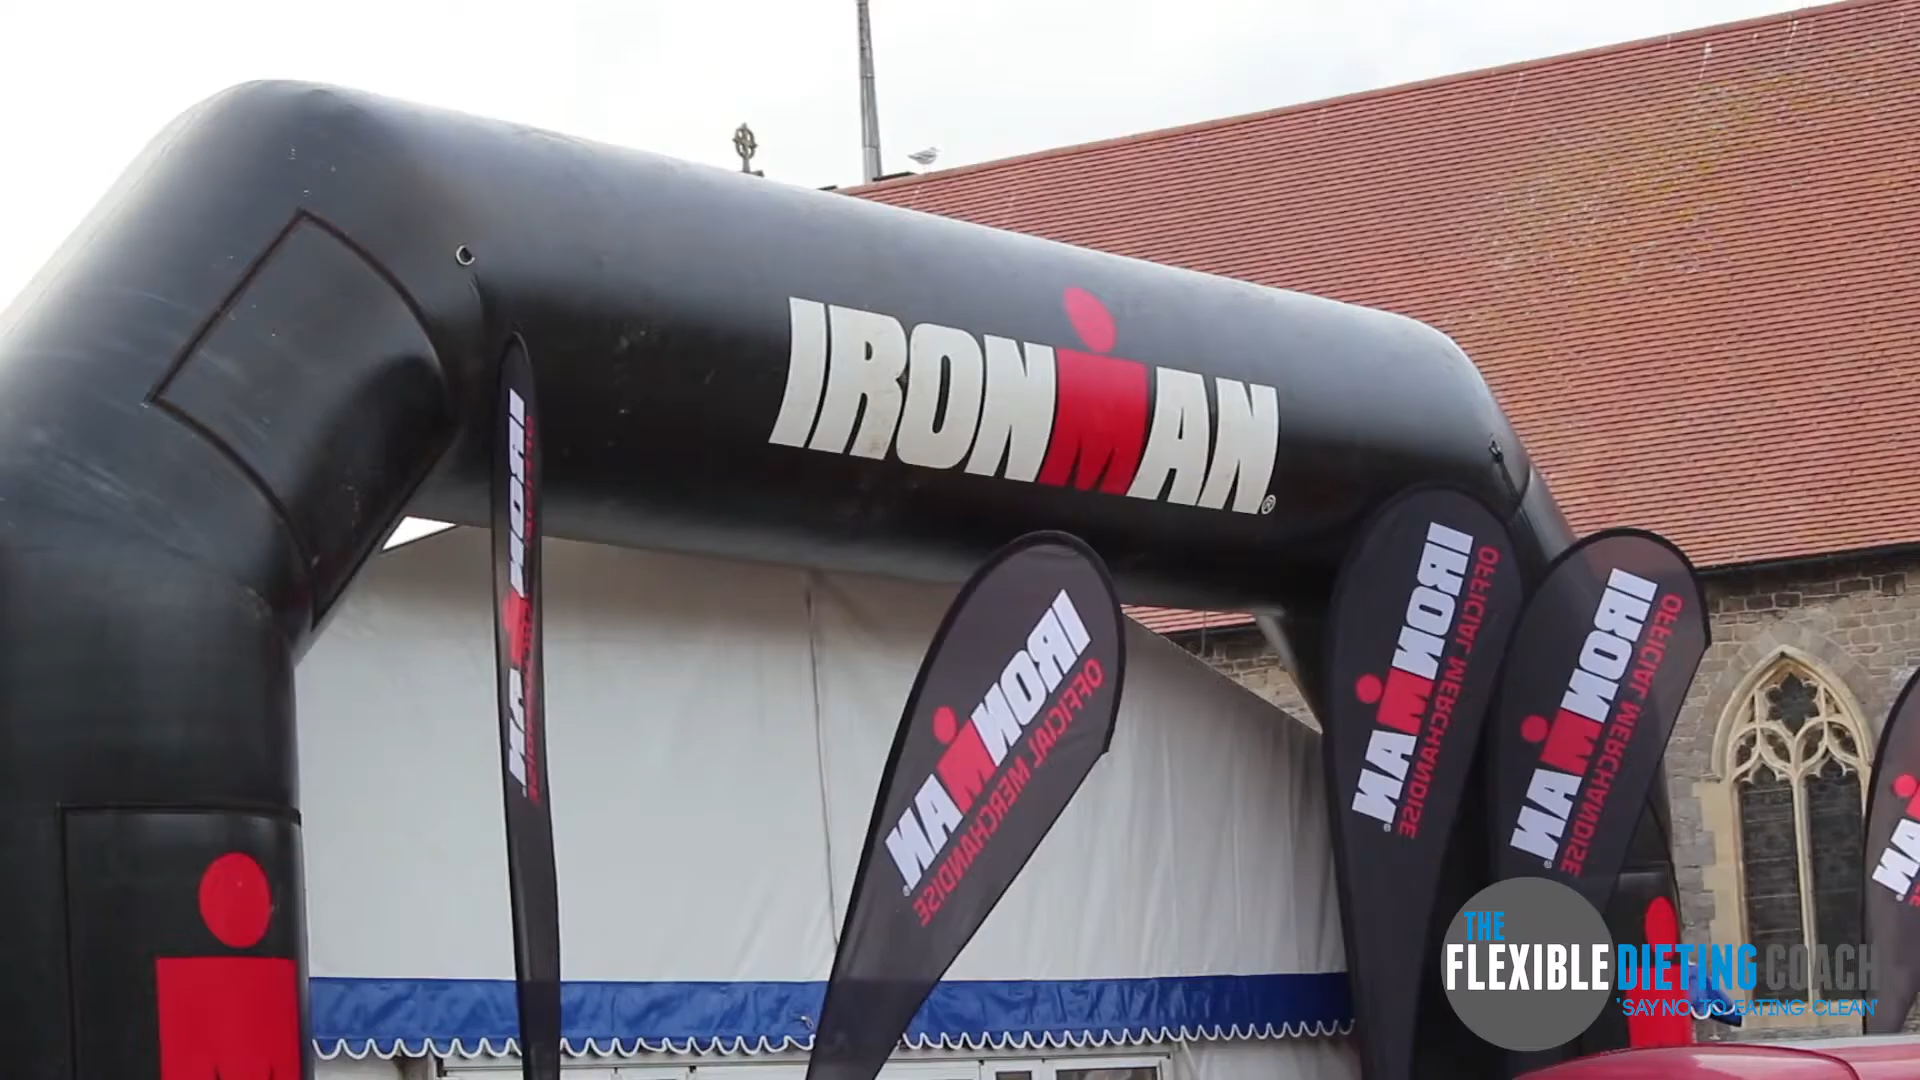 IRONMAN®
IRONMAN®
OFFICIAL MERCHANDISE
IRONMAN®
OFFICIAL MERCHANDISE
IRONMAN®
OFFICIAL MERCHANDISE
IRONMAN®
THE
FLEXIBLE DIETING COACH
'SAY NO TO EATING CLEAN'